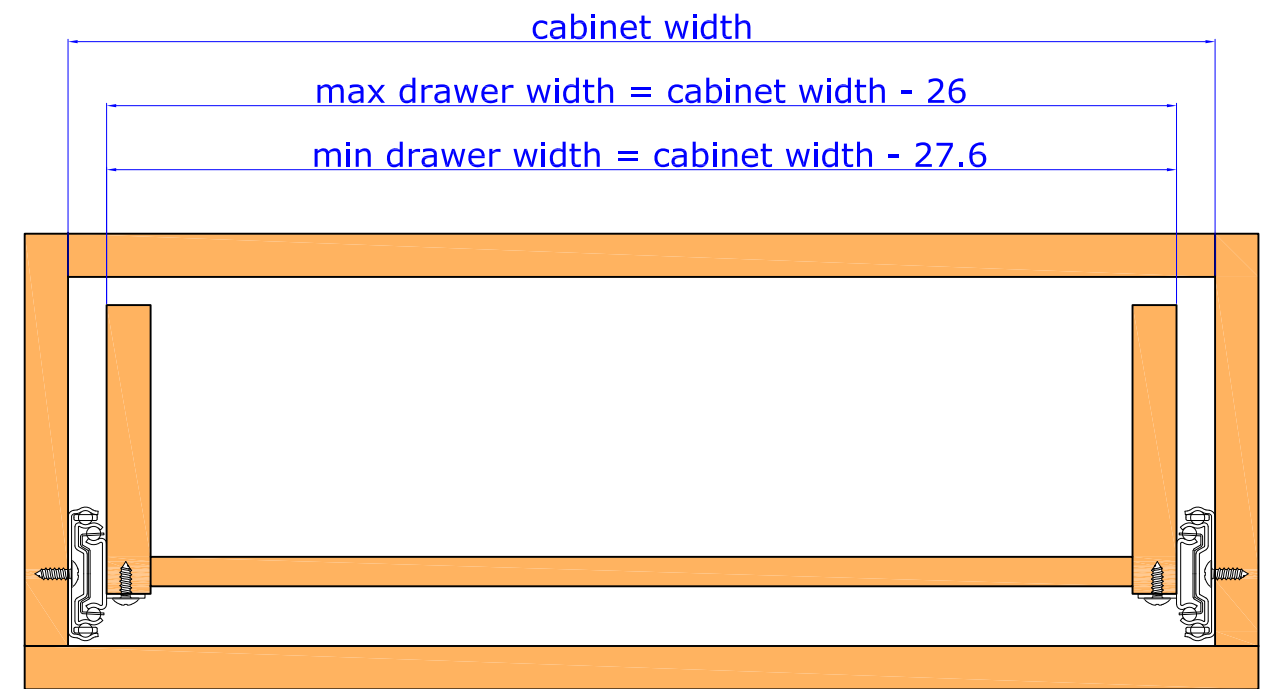 cabinet width
max drawer width = cabinet width - 26
min drawer width = cabinet width - 27.6